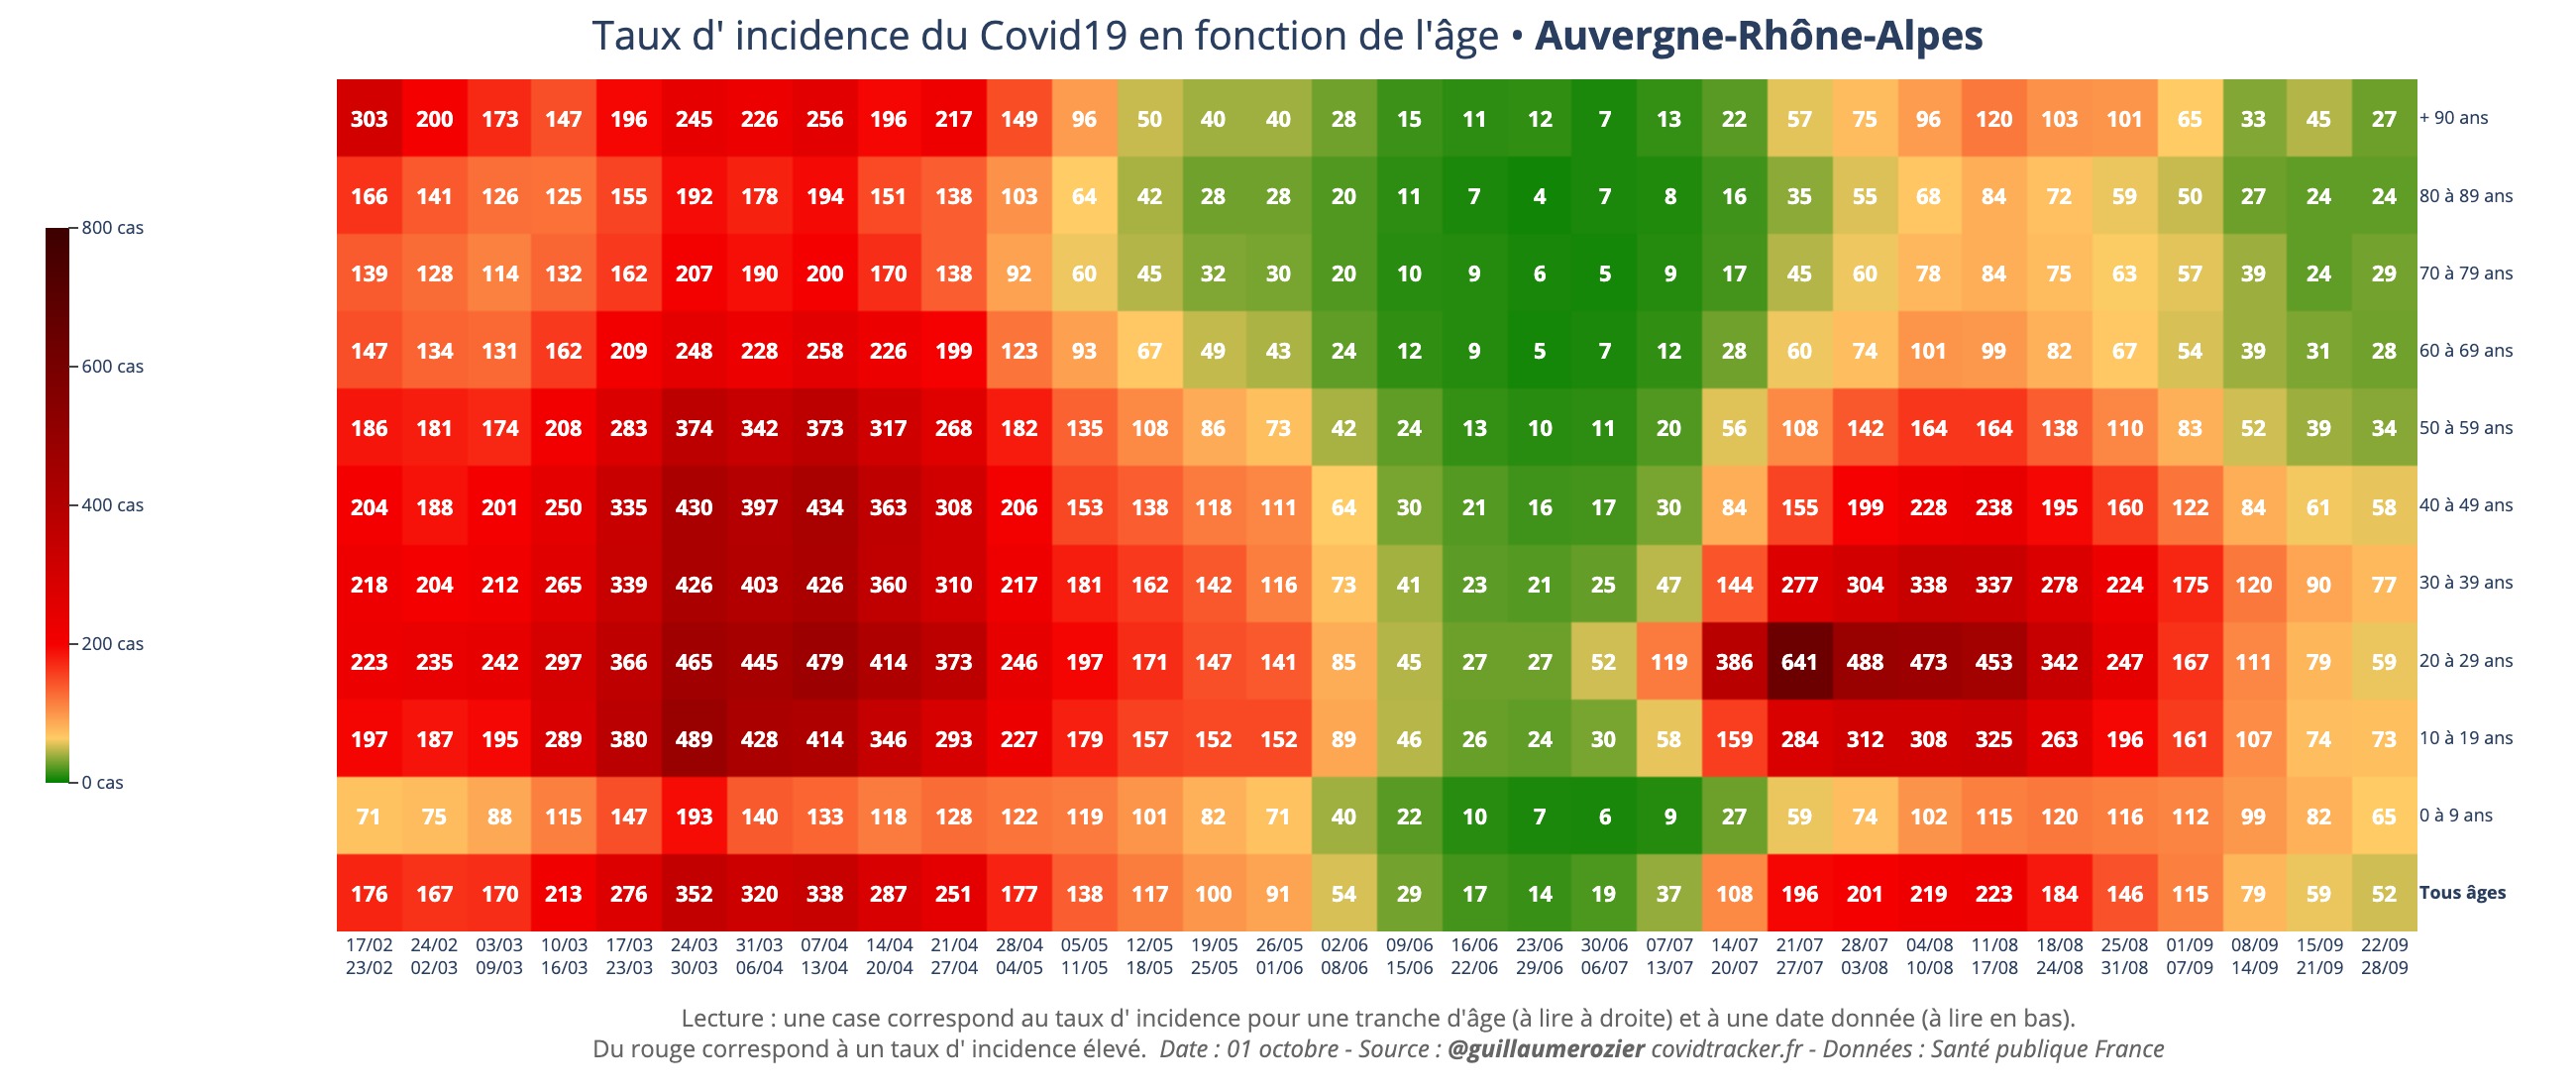 Taux d' incidence du Covid19 en fonction de l'âge • Auvergne-Rhône-Alpes
800 cas
600 cas
400 cas
200 cas
0 cas
303 200 173 147 196 245 226 256 196 217 149 96 50 40 40 28 15 11 12 7 13 22 57 75 96 120 103 101 65 33 45 27 + 90 ans
166 141 126 125 155 192 178 194 151 138 103 64 42 28 28 20 11 7 4 7 8 16 35 55 68 84 72 59 50 27 24 24 80 à 89 ans
139 128 114 132 162 207 190 200 170 138 92 60 45 32 30 20 10 9 6 5 9 17 45 60 78 84 75 63 57 39 24 29 70 à 79 ans
147 134 131 162 209 248 228 258 226 199 123 93 67 49 43 24 12 9 5 7 12 28 60 74 101 99 82 67 54 39 31 28 60 à 69 ans
186 181 174 208 283 374 342 373 317 268 182 135 108 86 73 42 24 13 10 11 20 56 108 142 164 164 138 110 83 52 39 34 50 à 59 ans
204 188 201 250 335 430 397 434 363 308 206 153 138 118 111 64 30 21 16 17 30 84 155 199 228 238 195 160 122 84 61 58 40 à 49 ans
218 204 212 265 339 426 403 426 360 310 217 181 162 142 116 73 41 23 21 25 47 144 277 304 338 337 278 224 175 120 90 77 30 à 39 ans
223 235 242 297 366 465 445 479 414 373 246 197 171 147 141 85 45 27 27 52 119 386 641 488 473 453 342 247 167 111 79 59 20 à 29 ans
197 187 195 289 380 489 428 414 346 293 227 179 157 152 152 89 46 26 24 30 58 159 284 312 308 325 263 196 161 107 74 73 10 à 19 ans
71 75 88 115 147 193 140 133 118 128 122 119 101 82 71 40 22 10 7 6 9 27 59 74 102 115 120 116 112 99 82 65 0 à 9 ans
176 167 170 213 276 352 320 338 287 251 177 138 117 100 91 54 29 17 14 19 37 108 196 201 219 223 184 146 115 79 59 52 Tous âges
17/02 24/02 03/03 10/03 17/03 24/03 31/03 07/04 14/04 21/04 28/04 05/05 12/05 19/05 26/05 02/06 09/06 16/06 23/06 30/06 07/07 14/07 21/07 28/07 04/08 11/08 18/08 25/08 01/09 08/09 15/09 22/09
23/02 02/03 09/03 16/03 23/03 30/03 06/04 13/04 20/04 27/04 04/05 11/05 18/05 25/05 01/06 08/06 15/06 22/06 29/06 06/07 13/07 20/07 27/07 03/08 10/08 17/08 24/08 31/08 07/09 14/09 21/09 28/09
Lecture : une case correspond au taux d' incidence pour une tranche d'âge (à lire à droite) et à une date donnée (à lire en bas).
Du rouge correspond à un taux d' incidence élevé. Date : 01 octobre - Source : @guillaumerozier covidtracker.fr - Données : Santé publique France